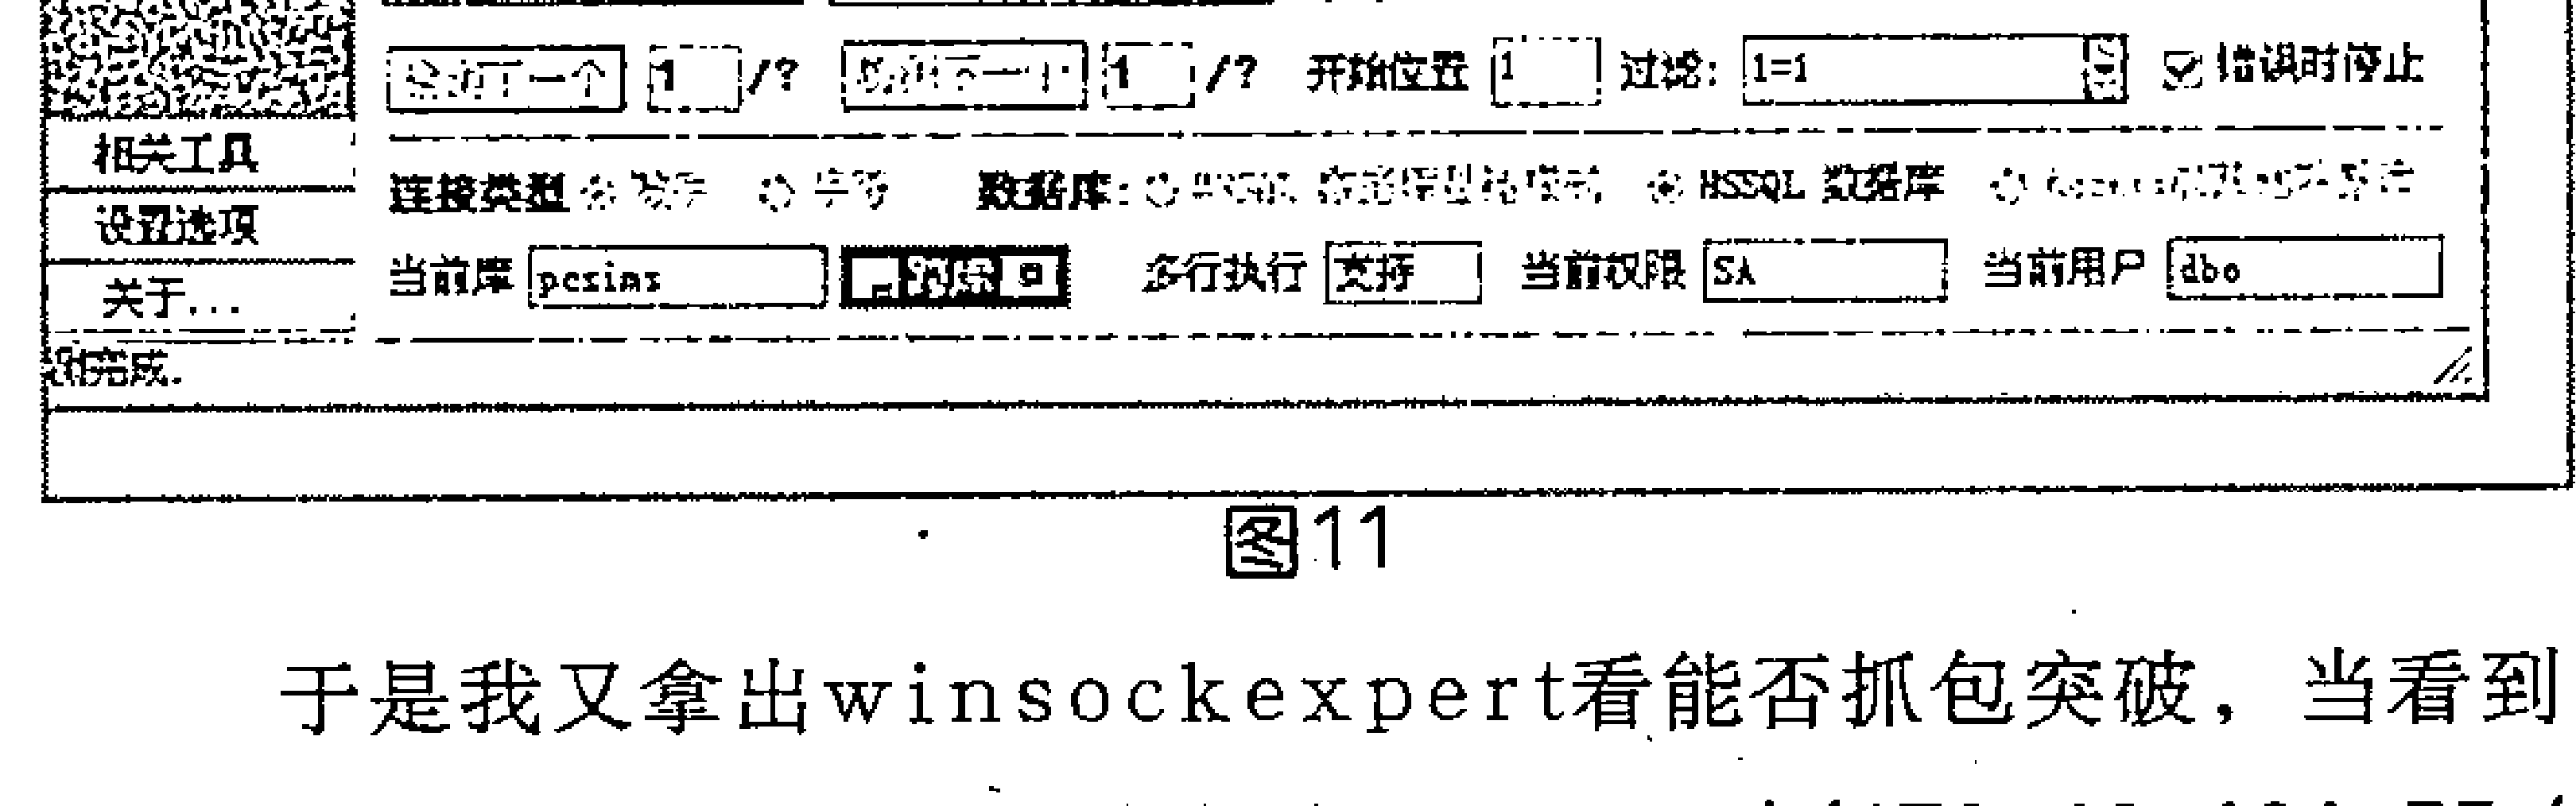 1 /? 1 /? 开始位置 1 过滤: 1=1 错误时停止
相关工具
连接类型 数据库: MSSQL 数据库
设置选项
当前库 pcsims 多行执行 支持 当前权限 SA 当前用户 dbo
关于...
完成.
图11
于是我又拿出winsockexpert看能否抓包突破，当看到